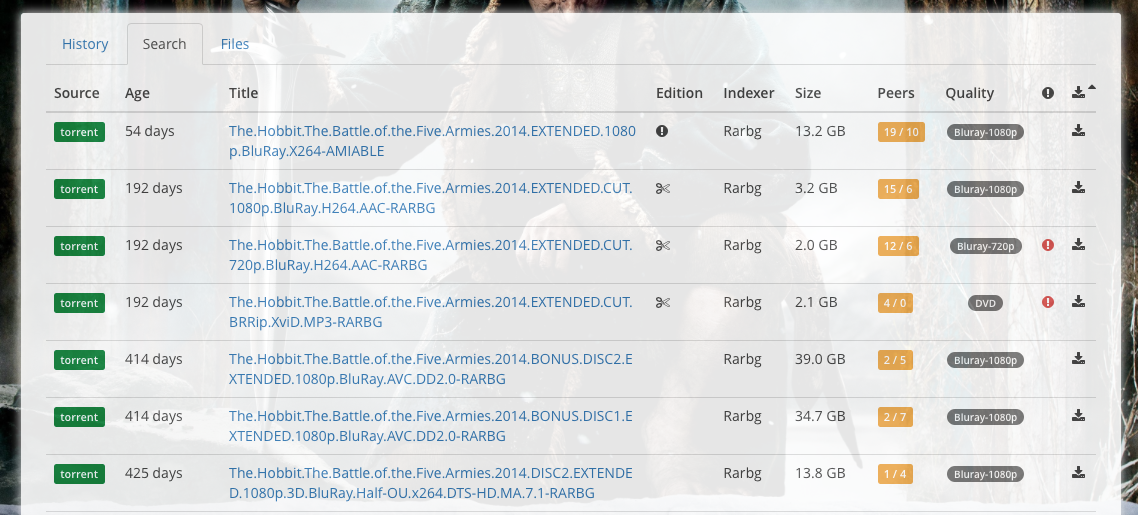 History Search Files
Source Age Title Edition Indexer Size Peers Quality
torrent 54 days The.Hobbit.The.Battle.of.the.Five.Armies.2014.EXTENDED.1080 Rarbg 13.2 GB 19 / 10 Bluray-1080p
p.BluRay.X264-AMIABLE
torrent 192 days The.Hobbit.The.Battle.of.the.Five.Armies.2014.EXTENDED.CUT. Rarbg 3.2 GB 15 / 6 Bluray-1080p
1080p.BluRay.H264.AAC-RARBG
torrent 192 days The.Hobbit.The.Battle.of.the.Five.Armies.2014.EXTENDED.CUT. Rarbg 2.0 GB 12 / 6 Bluray-720p
720p.BluRay.H264.AAC-RARBG
torrent 192 days The.Hobbit.The.Battle.of.the.Five.Armies.2014.EXTENDED.CUT. Rarbg 2.1 GB 4 / 0 DVD
BRRip.XviD.MP3-RARBG
torrent 414 days The.Hobbit.The.Battle.of.the.Five.Armies.2014.BONUS.DISC2.E Rarbg 39.0 GB 2 / 5 Bluray-1080p
XTENDED.1080p.BluRay.AVC.DD2.0-RARBG
torrent 414 days The.Hobbit.The.Battle.of.the.Five.Armies.2014.BONUS.DISC1.E Rarbg 34.7 GB 2 / 7 Bluray-1080p
XTENDED.1080p.BluRay.AVC.DD2.0-RARBG
torrent 425 days The.Hobbit.The.Battle.of.the.Five.Armies.2014.DISC2.EXTENDE Rarbg 13.8 GB 1 / 4 Bluray-1080p
D.1080p.3D.BluRay.Half-OU.x264.DTS-HD.MA.7.1-RARBG